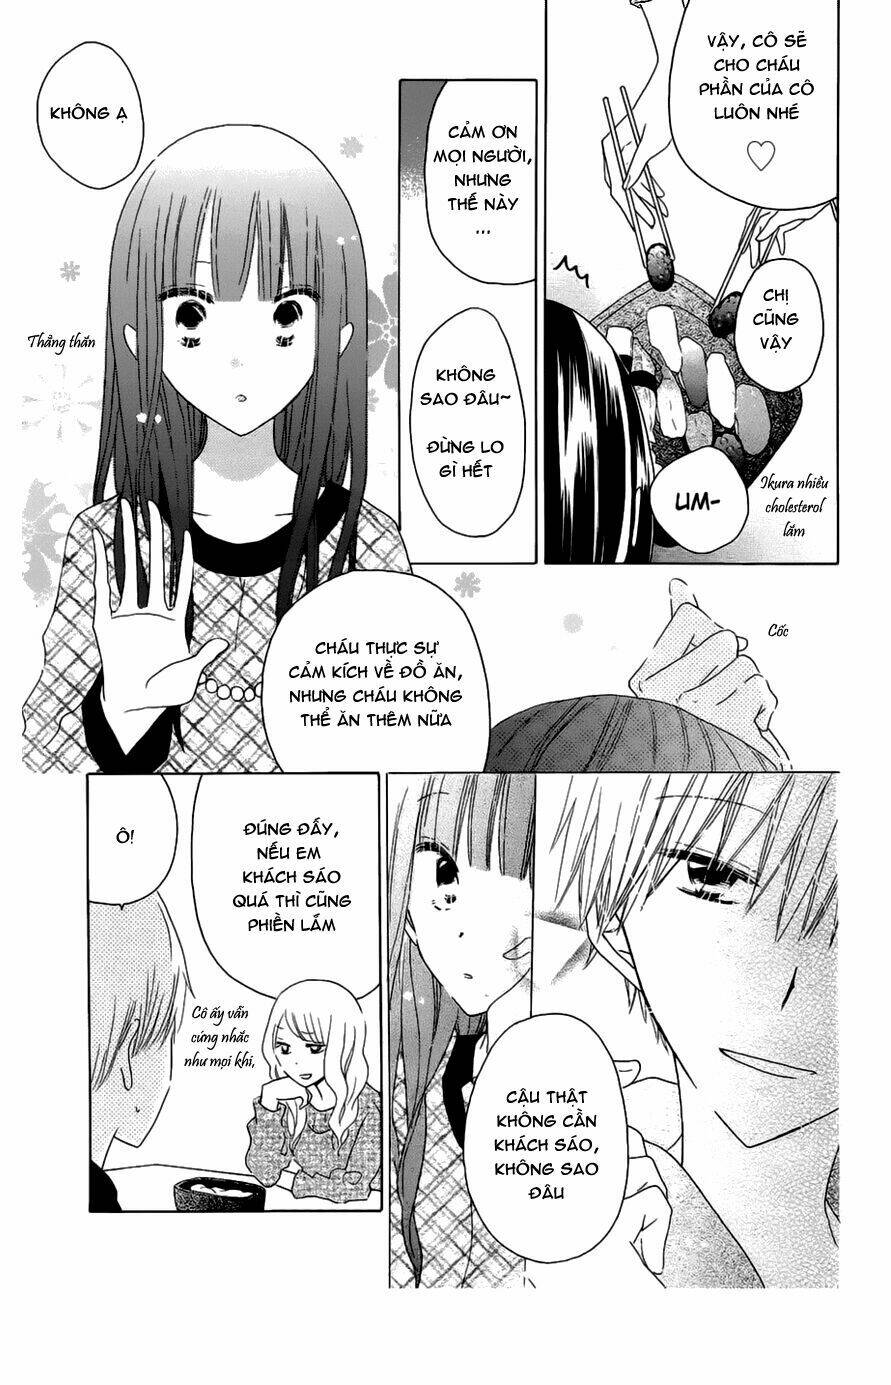 VẬY, CÔ SẼ
CHO CHÁU
PHẦN CỦA CÔ
LUÔN NHÉ
♡
CHỊ
CŨNG
VẬY
UM-
Ikura nhiều
cholesterol
lắm
CẢM ƠN
MỌI NGƯỜI,
NHƯNG
THẾ NÀY
...
KHÔNG
SAO ĐÂU~
ĐỪNG LO
GÌ HẾT
KHÔNG Ạ
Thẳng thắn
CHÁU THỰC SỰ
CẢM KÍCH VỀ ĐỒ ĂN,
NHƯNG CHÁU KHÔNG
THỂ ĂN THÊM NỮA
Cốc
CẬU THẬT
KHÔNG CẦN
KHÁCH SÁO,
KHÔNG SAO
ĐÂU
ĐÚNG ĐẤY,
NẾU EM
KHÁCH SÁO
QUÁ THÌ CŨNG
PHIỀN LẮM
Cô ấy vẫn
cứng nhắc
như mọi khi,
Ô!